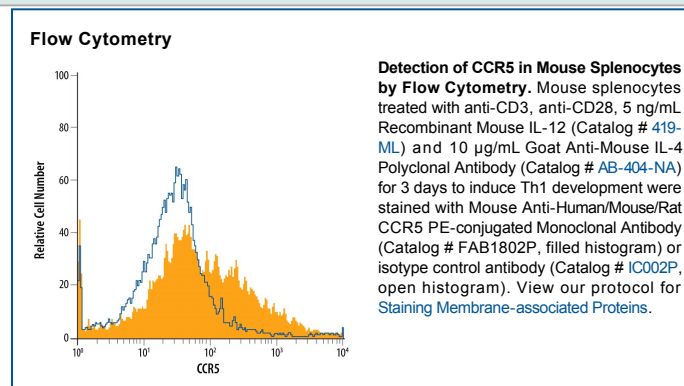 Flow Cytometry
Detection of CCR5 in Mouse Splenocytes
by Flow Cytometry. Mouse splenocytes
treated with anti-CD3, anti-CD28, 5 ng/mL
Recombinant Mouse IL-12 (Catalog # 419-
ML) and 10 µg/mL Goat Anti-Mouse IL-4
Polyclonal Antibody (Catalog # AB-404-NA)
for 3 days to induce Th1 development were
stained with Mouse Anti-Human/Mouse/Rat
CCR5 PE-conjugated Monoclonal Antibody
(Catalog # FAB1802P, filled histogram) or
isotype control antibody (Catalog # IC002P,
open histogram). View our protocol for
Staining Membrane-associated Proteins.
Relative Cell Number
100
80
60
40
20
0
10⁰ 10¹ 10² 10³ 10⁴
CCR5